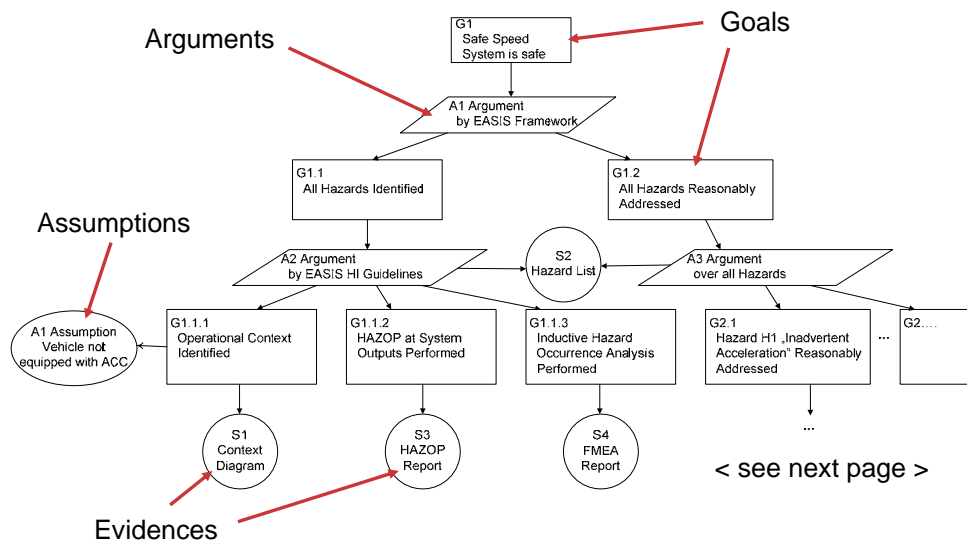 Arguments
Goals
G1
Safe Speed
System is safe
A1 Argument
by EASIS Framework
G1.1
All Hazards Identified
G1.2
All Hazards Reasonably
Addressed
Assumptions
A2 Argument
by EASIS HI Guidelines
S2
Hazard List
A3 Argument
over all Hazards
A1 Assumption
Vehicle not
equipped with ACC
G1.1.1
Operational Context
Identified
G1.1.2
HAZOP at System
Outputs Performed
G1.1.3
Inductive Hazard
Occurrence Analysis
Performed
G2.1
Hazard H1 „Inadvertent
Acceleration" Reasonably
Addressed
...
G2....
S1
Context
Diagram
S3
HAZOP
Report
S4
FMEA
Report
...
< see next page >
Evidences